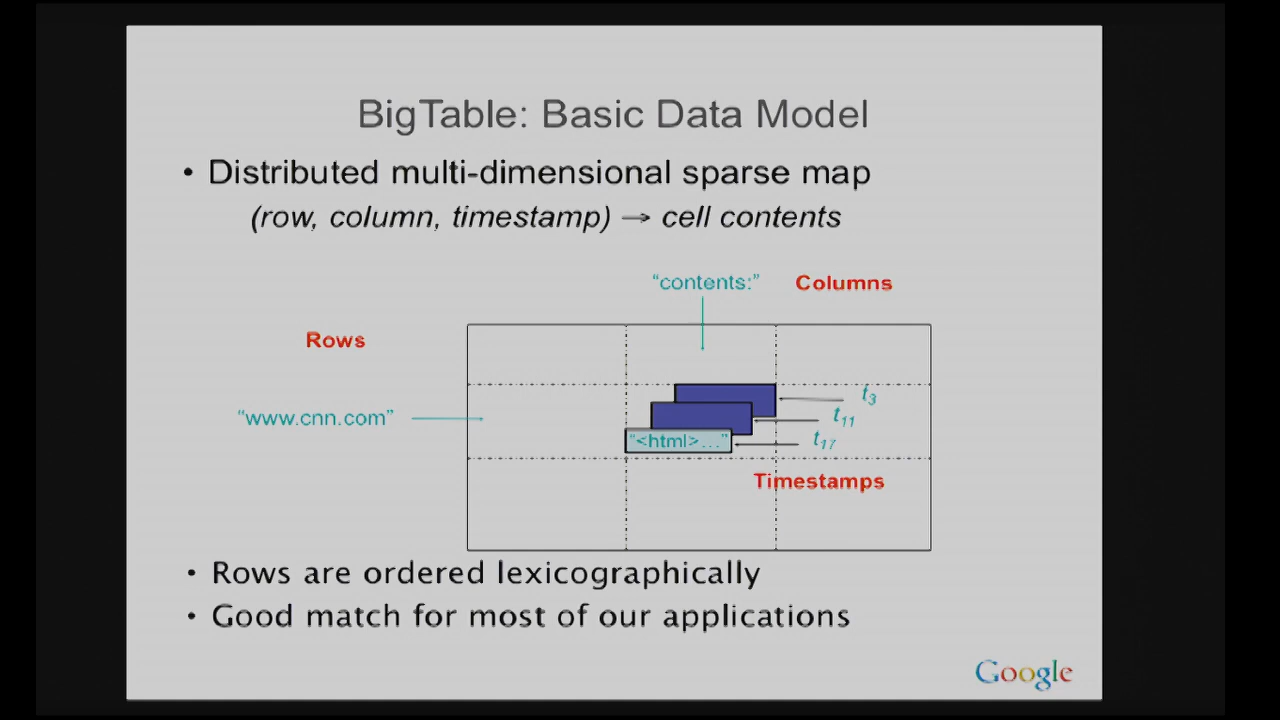 BigTable: Basic Data Model
• Distributed multi-dimensional sparse map
(row, column, timestamp) → cell contents
"contents:"
Columns
Rows
"www.cnn.com"
t3
t11
"<html>…"
t17
Timestamps
• Rows are ordered lexicographically
• Good match for most of our applications
Google